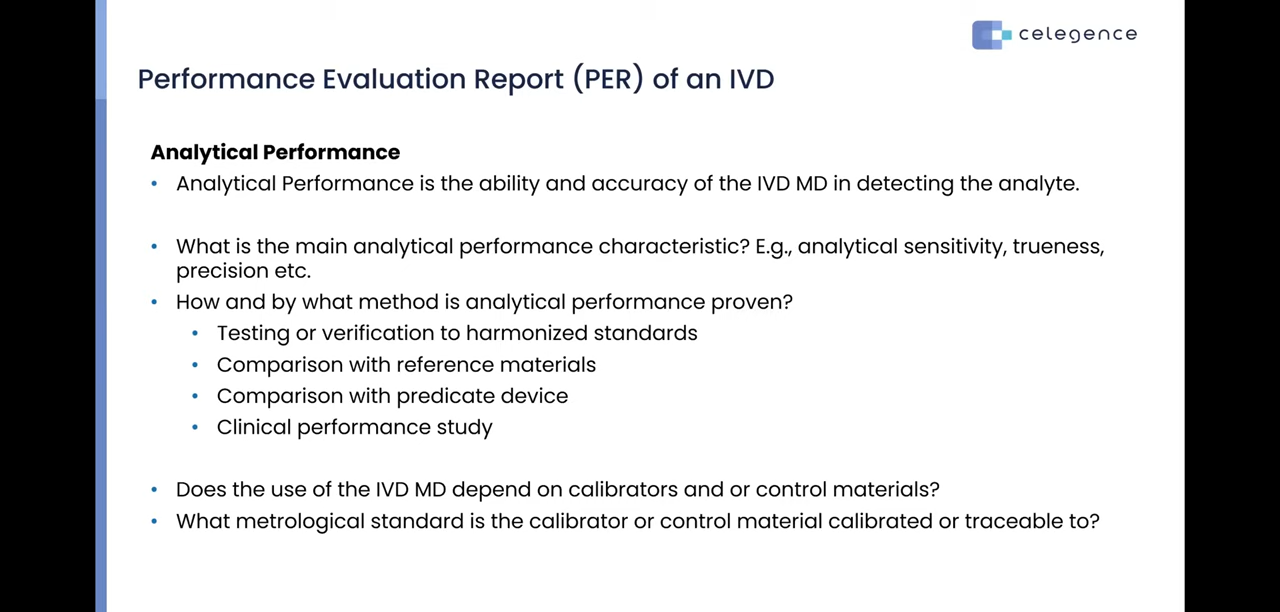 celegence
Performance Evaluation Report (PER) of an IVD
Analytical Performance
• Analytical Performance is the ability and accuracy of the IVD MD in detecting the analyte.
• What is the main analytical performance characteristic? E.g., analytical sensitivity, trueness,
precision etc.
• How and by what method is analytical performance proven?
• Testing or verification to harmonized standards
• Comparison with reference materials
• Comparison with predicate device
• Clinical performance study
• Does the use of the IVD MD depend on calibrators and or control materials?
• What metrological standard is the calibrator or control material calibrated or traceable to?